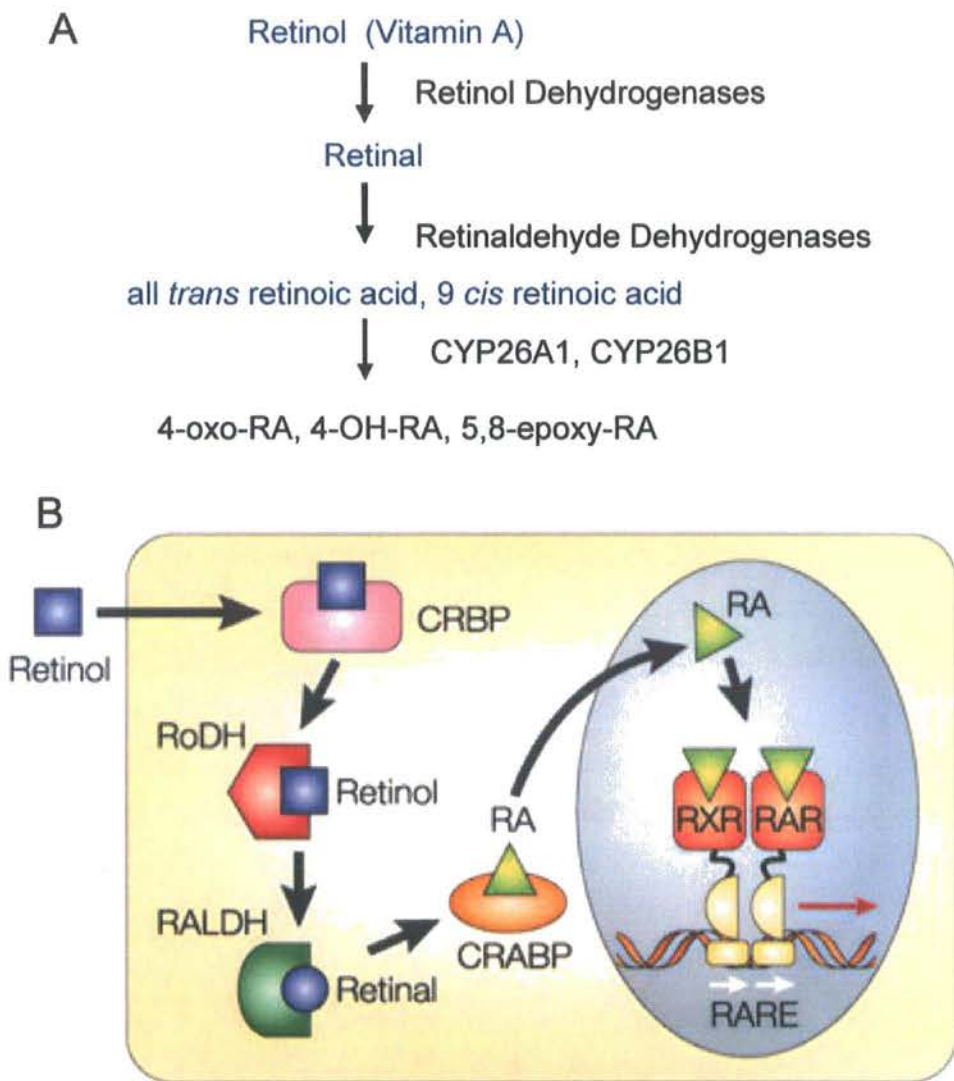 A
Retinol (Vitamin A)
Retinol Dehydrogenases
Retinal
Retinaldehyde Dehydrogenases
all trans retinoic acid, 9 cis retinoic acid
CYP26A1, CYP26B1
4-oxo-RA, 4-OH-RA, 5,8-epoxy-RA
B
Retinol
CRBP
RoDH
Retinol
RALDH
Retinal
RA
CRABP
RA
RXR RAR
RARE